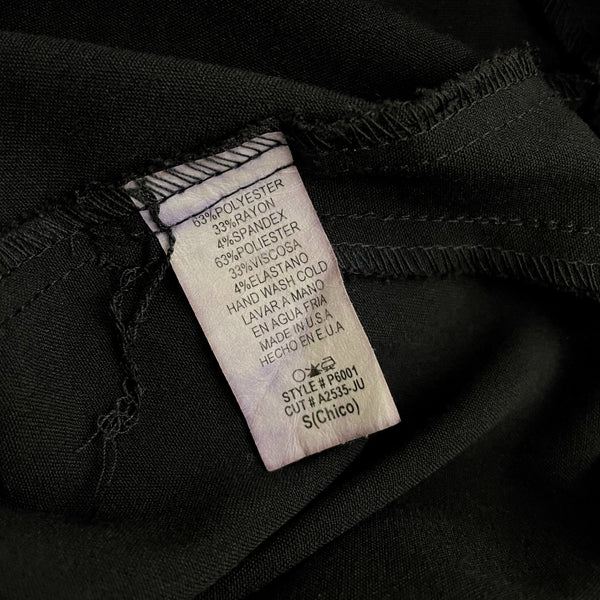 63%POLYESTER
33%RAYON
4%SPANDEX
63%POLIESTER
33%VISCOSA
4%ELASTANO
HAND WASH COLD
LAVAR A MANO
EN AGUA FRIA
MADE IN U.S.A
HECHO EN E.U.A
STYLE # P6001
CUT # A2535-JU
S(Chico)